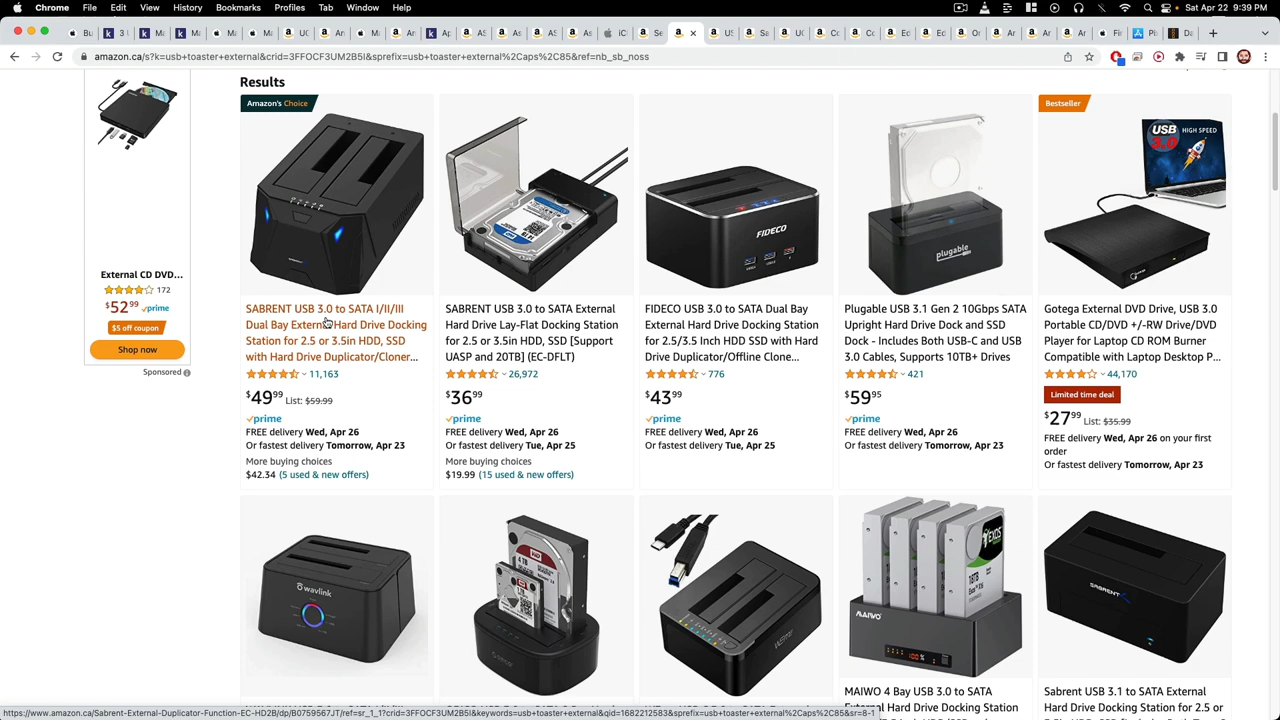 Chrome File Edit View History Bookmarks Profiles Tab Window Help
Sat Apr 22 9:39 PM
amazon.ca/s?k=usb+toaster+external&crid=3FFOCF3UM2B5I&sprefix=usb+toaster+external%2Caps%2C85&ref=nb_sb_noss
Results
External CD DVD...
172
$52.99 prime
$5 off coupon
Shop now
Sponsored
Amazon's Choice
SABRENT USB 3.0 to SATA I/II/III
Dual Bay External Hard Drive Docking
Station for 2.5 or 3.5in HDD, SSD
with Hard Drive Duplicator/Cloner...
11,163
$49.99 List: $59.99
prime
FREE delivery Wed, Apr 26
Or fastest delivery Tomorrow, Apr 23
More buying choices
$42.34 (5 used & new offers)
SABRENT USB 3.0 to SATA External
Hard Drive Lay-Flat Docking Station
for 2.5 or 3.5in HDD, SSD [Support
UASP and 20TB] (EC-DFLT)
26,972
$36.99
prime
FREE delivery Wed, Apr 26
Or fastest delivery Tue, Apr 25
More buying choices
$19.99 (15 used & new offers)
FIDECO
FIDECO USB 3.0 to SATA Dual Bay
External Hard Drive Docking Station
for 2.5/3.5 Inch HDD SSD with Hard
Drive Duplicator/Offline Clone...
776
$43.99
prime
FREE delivery Wed, Apr 26
Or fastest delivery Tue, Apr 25
plugable
Plugable USB 3.1 Gen 2 10Gbps SATA
Upright Hard Drive Dock and SSD
Dock - Includes Both USB-C and USB
3.0 Cables, Supports 10TB+ Drives
421
$59.95
prime
FREE delivery Wed, Apr 26
Or fastest delivery Tomorrow, Apr 23
Bestseller
USB 3.0
HIGH SPEED
Gotega External DVD Drive, USB 3.0
Portable CD/DVD +/-RW Drive/DVD
Player for Laptop CD ROM Burner
Compatible with Laptop Desktop P...
44,170
Limited time deal
$27.99 List: $35.99
FREE delivery Wed, Apr 26 on your first
order
Or fastest delivery Tomorrow, Apr 23
wavlink
WD
4TB
ORICO
MAIWO
EXOS
100%
MAIWO 4 Bay USB 3.0 to SATA
SABRENT
Sabrent USB 3.1 to SATA External
https://www.amazon.ca/Sabrent-External-Duplicator-Function-EC-HD2B/dp/B0759567JT/ref=sr_1_1?crid=3FFOCF3UM2B5I&keywords=usb+toaster+external&qid=1682212583&sprefix=usb+toaster+external%2Caps%2C85&sr=8-1